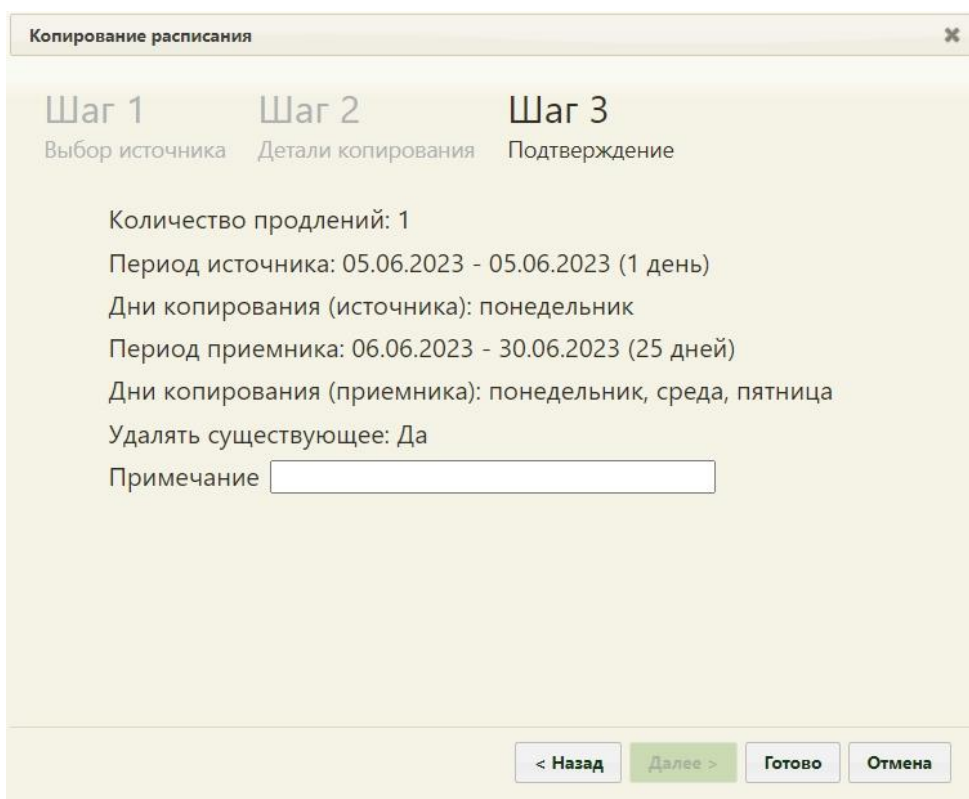 Копирование расписания
Шаг 1 Шаг 2 Шаг 3
Выбор источника Детали копирования Подтверждение
Количество продлений: 1
Период источника: 05.06.2023 - 05.06.2023 (1 день)
Дни копирования (источника): понедельник
Период приемника: 06.06.2023 - 30.06.2023 (25 дней)
Дни копирования (приемника): понедельник, среда, пятница
Удалять существующее: Да
Примечание
< Назад Далее > Готово Отмена